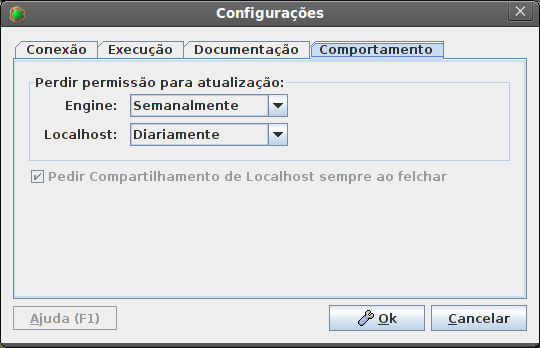 Configurações
Conexão Execução Documentação Comportamento
Perdir permissão para atualização:
Engine: Semanalmente
Localhost: Diariamente
Pedir Compartilhamento de Localhost sempre ao felchar
Ajuda (F1) Ok Cancelar